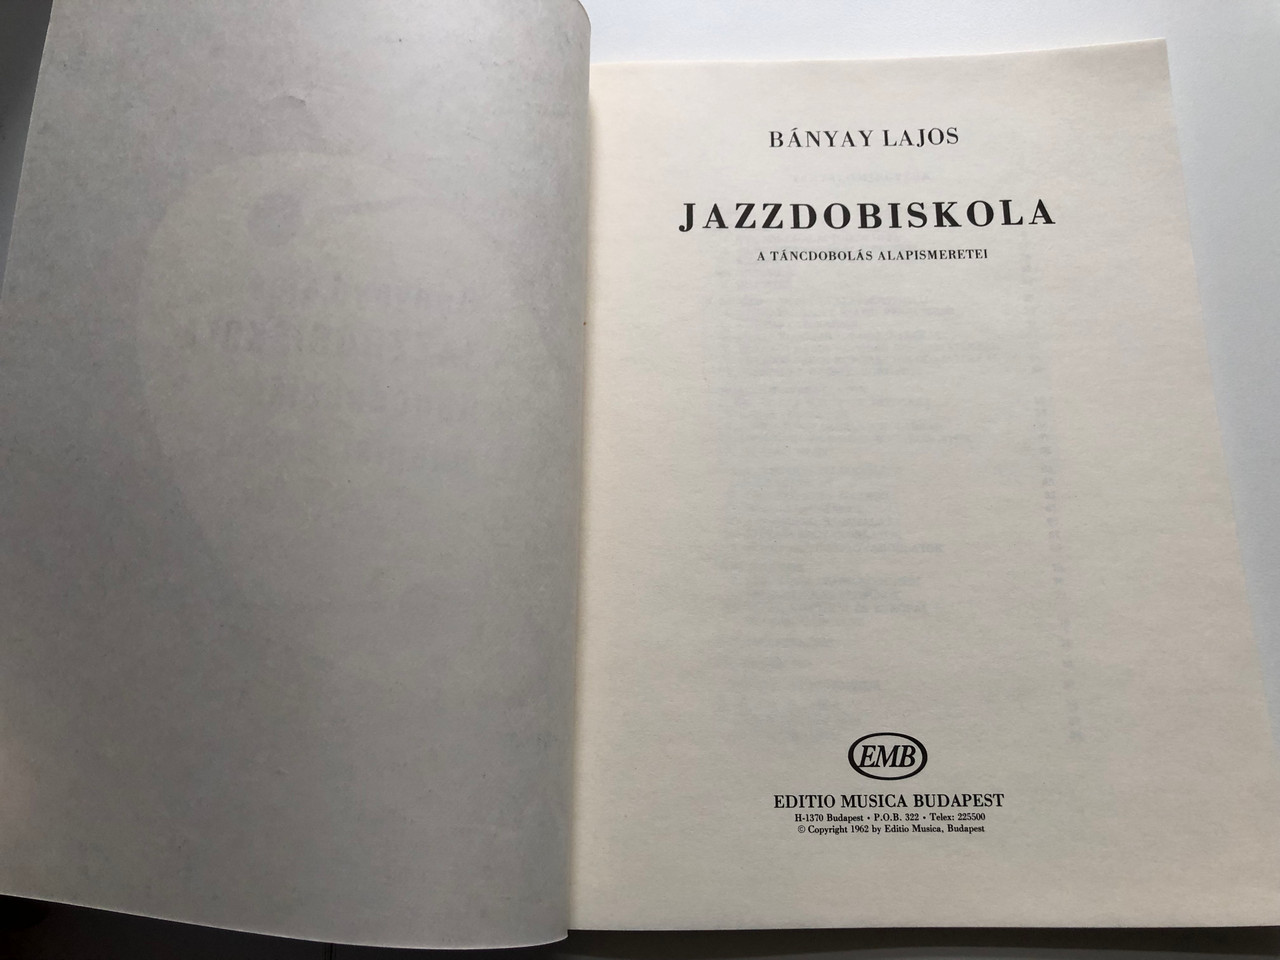 BÁNYAY LAJOS
JAZZDOBISKOLA
A TÁNCDOBOLÁS ALAPISMERETEI
EMB
EDITIO MUSICA BUDAPEST
H-1370 Budapest • P.O.B. 322 • Telex: 225500
© Copyright 1962 by Editio Musica, Budapest